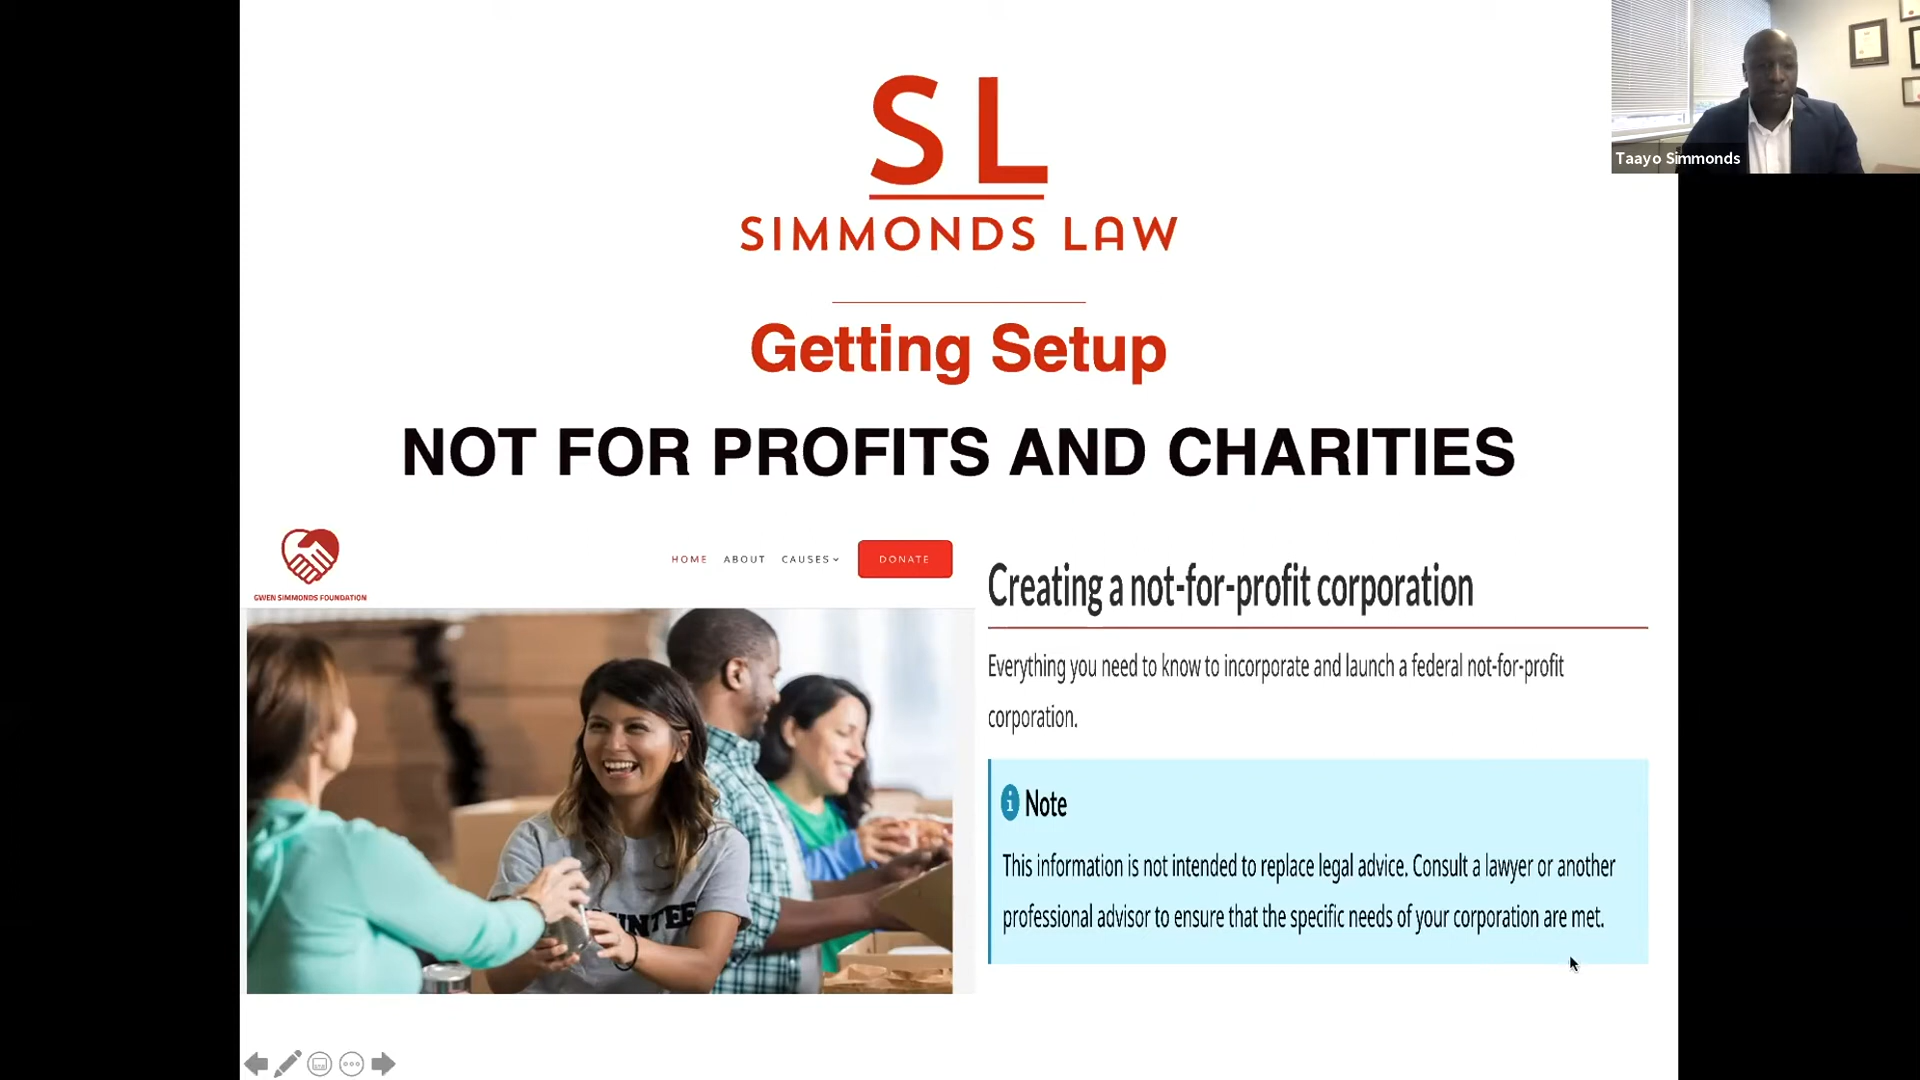 SL
SIMMONDS LAW
Taayo Simmonds
Getting Setup
NOT FOR PROFITS AND CHARITIES
GWEN SIMMONDS FOUNDATION
HOME ABOUT CAUSES DONATE
Creating a not-for-profit corporation
Everything you need to know to incorporate and launch a federal not-for-profit
corporation.
Note
This information is not intended to replace legal advice. Consult a lawyer or another
professional advisor to ensure that the specific needs of your corporation are met.